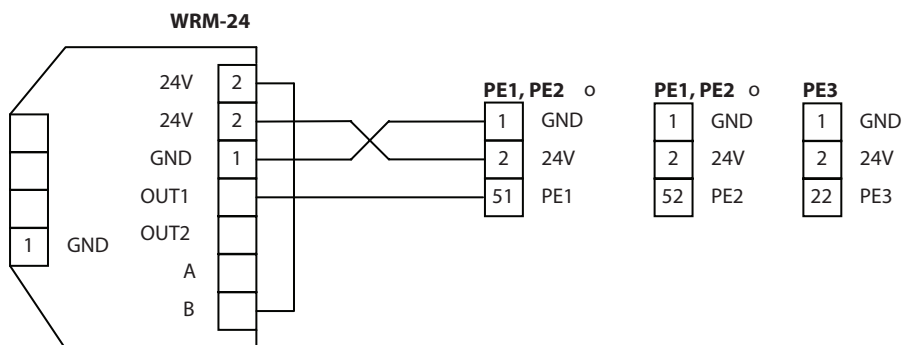 WRM-24
24V 2
PE1, PE2 o PE1, PE2 o PE3
24V 2 1 GND 1 GND 1 GND
GND 1 2 24V 2 24V 2 24V
OUT1 51 PE1 52 PE2 22 PE3
OUT2
1 GND
A
B